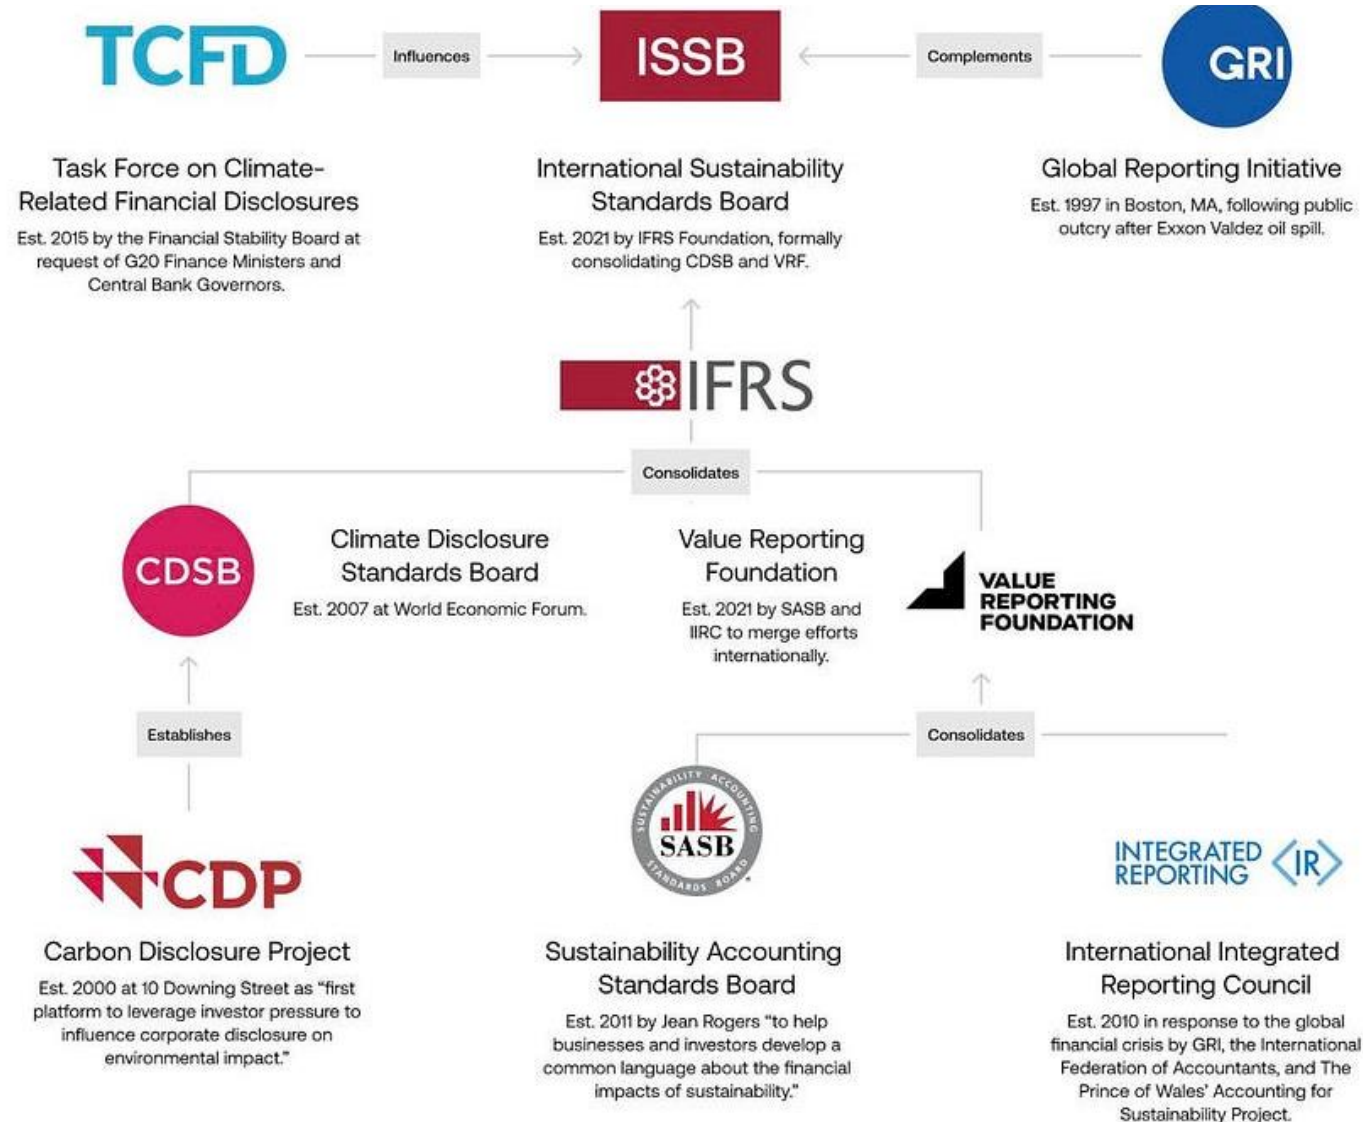 TCFD
Influences
ISSB
Complements
GRI
Task Force on Climate-
Related Financial Disclosures
Est. 2015 by the Financial Stability Board at
request of G20 Finance Ministers and
Central Bank Governors.
International Sustainability
Standards Board
Est. 2021 by IFRS Foundation, formally
consolidating CDSB and VRF.
Global Reporting Initiative
Est. 1997 in Boston, MA, following public
outcry after Exxon Valdez oil spill.
IFRS
Consolidates
CDSB
Climate Disclosure
Standards Board
Est. 2007 at World Economic Forum.
Value Reporting
Foundation
Est. 2021 by SASB and
IIRC to merge efforts
internationally.
VALUE
REPORTING
FOUNDATION
Establishes
Consolidates
CDP
Carbon Disclosure Project
Est. 2000 at 10 Downing Street as “first
platform to leverage investor pressure to
influence corporate disclosure on
environmental impact.”
SUSTAINABILITY ACCOUNTING
SASB
STANDARDS BOARD
Sustainability Accounting
Standards Board
Est. 2011 by Jean Rogers “to help
businesses and investors develop a
common language about the financial
impacts of sustainability.”
INTEGRATED
REPORTING
<IR>
International Integrated
Reporting Council
Est. 2010 in response to the global
financial crisis by GRI, the International
Federation of Accountants, and The
Prince of Wales’ Accounting for
Sustainability Project.